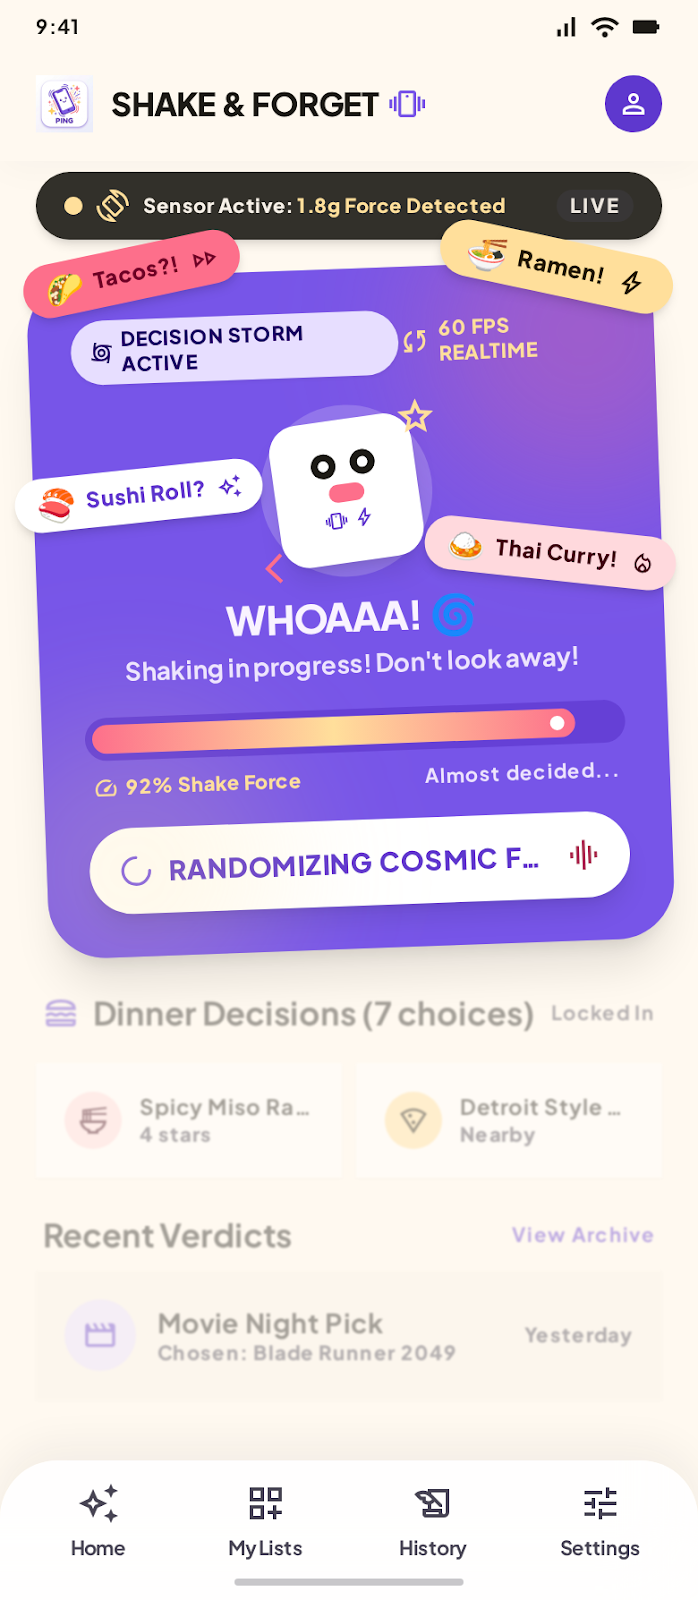 9:41
PING
SHAKE & FORGET
Sensor Active: 1.8g Force Detected
LIVE
Tacos?!
Ramen!
DECISION STORM
ACTIVE
60 FPS
REALTIME
Sushi Roll?
Thai Curry!
WHOAAA!
Shaking in progress! Don't look away!
92% Shake Force
Almost decided...
RANDOMIZING COSMIC F...
Dinner Decisions (7 choices)
Locked In
Spicy Miso Ra...
4 stars
Detroit Style ...
Nearby
Recent Verdicts
View Archive
Movie Night Pick
Chosen: Blade Runner 2049
Yesterday
Home
My Lists
History
Settings